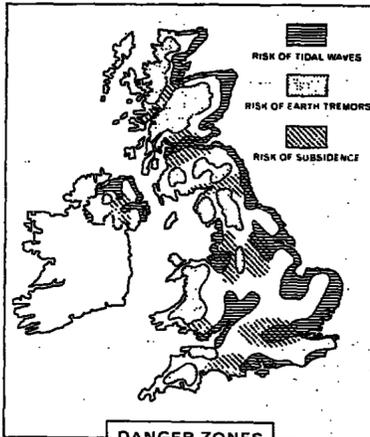 RISK OF TIDAL WAVES
RISK OF EARTH TREMORS
RISK OF SUBSIDENCE
DANGER ZONES